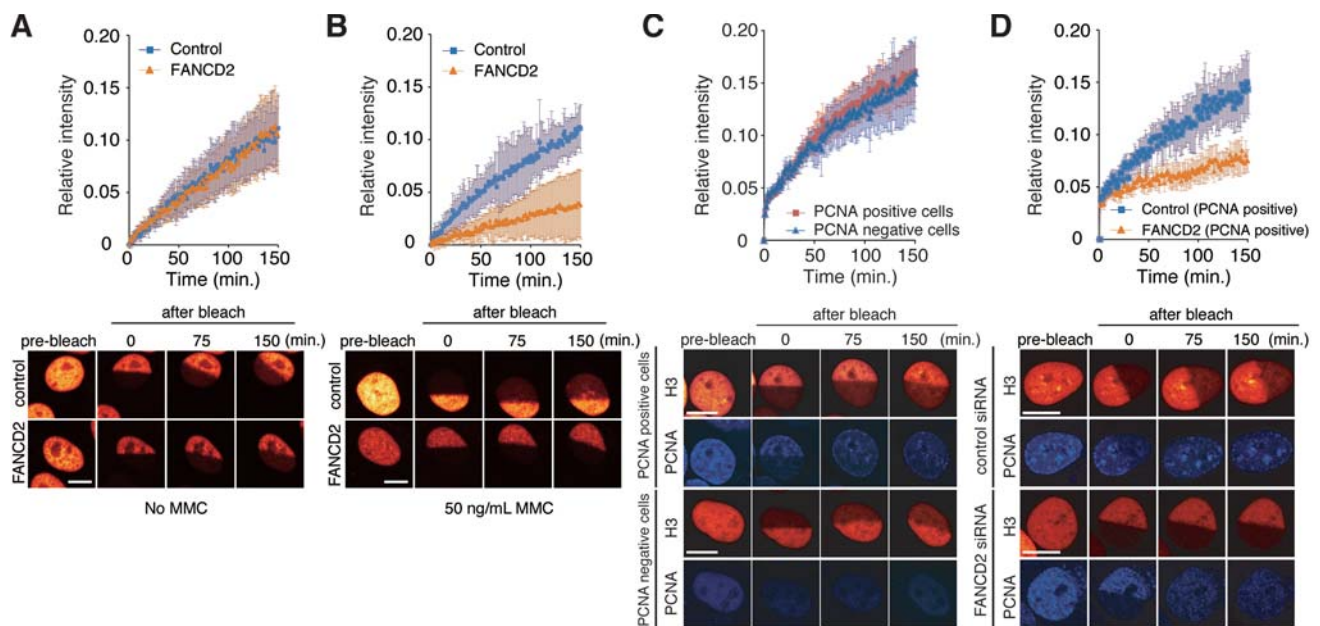 A
0.20
0.15
0.10
0.05
0
Relative intensity
Control
FANCD2
0 50 100 150
Time (min.)
after bleach
pre-bleach 0 75 150 (min.)
control
FANCD2
No MMC
B
0.20
0.15
0.10
0.05
0
Relative intensity
Control
FANCD2
0 50 100 150
Time (min.)
after bleach
pre-bleach 0 75 150 (min.)
control
FANCD2
50 ng/mL MMC
C
0.20
0.15
0.10
0.05
0
Relative intensity
PCNA positive cells
PCNA negative cells
0 50 100 150
Time (min.)
after bleach
pre-bleach 0 75 150 (min.)
PCNA positive cells
H3
PCNA
PCNA negative cells
H3
PCNA
D
0.20
0.15
0.10
0.05
0
Relative intensity
Control (PCNA positive)
FANCD2 (PCNA positive)
0 50 100 150
Time (min.)
after bleach
pre-bleach 0 75 150 (min.)
control siRNA
H3
PCNA
FANCD2 siRNA
H3
PCNA